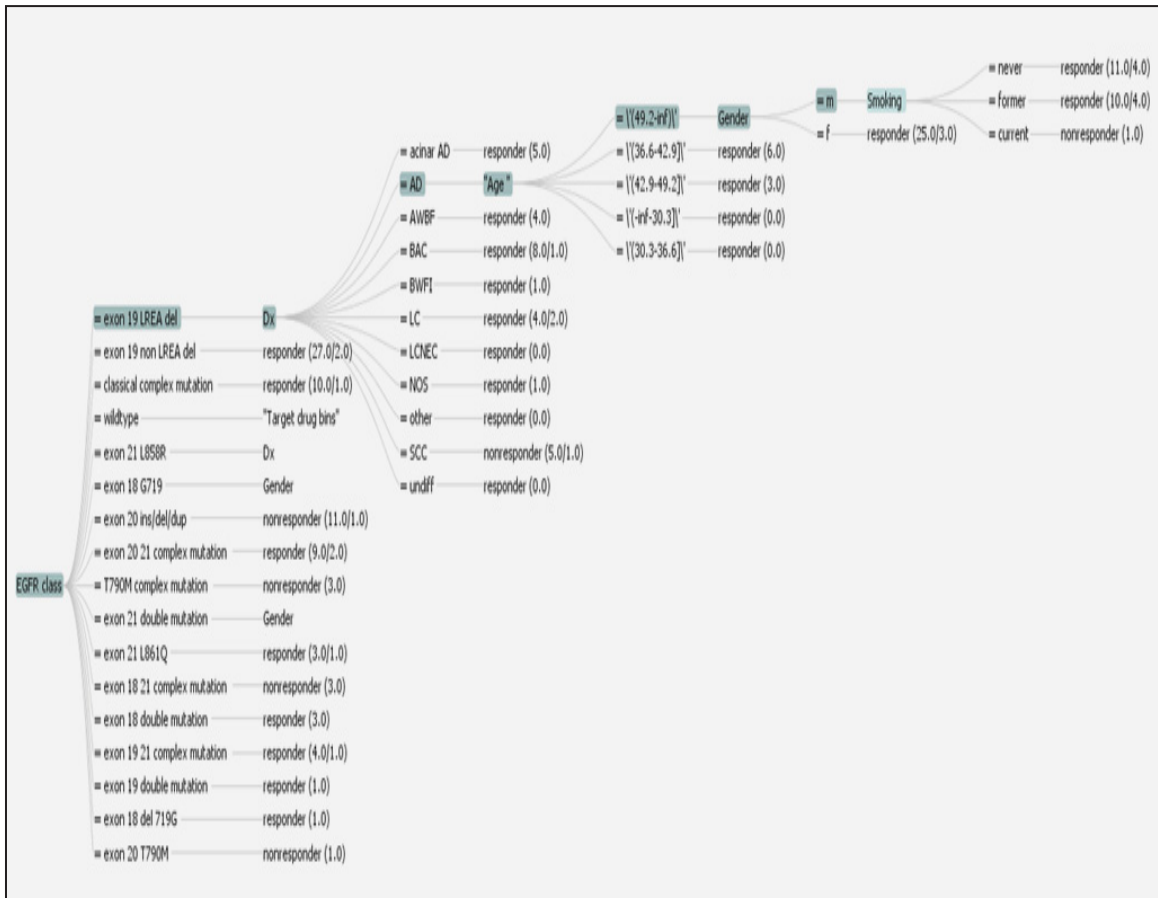 = never responder (11.0/4.0)
= \'(49.2-inf)\' Gender = m Smoking = former responder (10.0/4.0)
= f responder (25.0/3.0) = current nonresponder (1.0)
= acinar AD responder (5.0) = \'(36.6-42.9]\' responder (6.0)
= AD "Age " = \'(42.9-49.2]\' responder (3.0)
= AWBF responder (4.0) = \'(-inf-30.3]\' responder (0.0)
= BAC responder (8.0/1.0) = \'(30.3-36.6]\' responder (0.0)
= BWFI responder (1.0)
= exon 19 LREA del Dx = LC responder (4.0/2.0)
= exon 19 non LREA del responder (27.0/2.0) = LCNEC responder (0.0)
= classical complex mutation responder (10.0/1.0) = NOS responder (1.0)
= wildtype "Target drug bins" = other responder (0.0)
= exon 21 L858R Dx = SCC nonresponder (5.0/1.0)
= exon 18 G719 Gender = undiff responder (0.0)
= exon 20 ins/del/dup nonresponder (11.0/1.0)
= exon 20 21 complex mutation responder (9.0/2.0)
EGFR class = T790M complex mutation nonresponder (3.0)
= exon 21 double mutation Gender
= exon 21 L861Q responder (3.0/1.0)
= exon 18 21 complex mutation nonresponder (3.0)
= exon 18 double mutation responder (3.0)
= exon 19 21 complex mutation responder (4.0/1.0)
= exon 19 double mutation responder (1.0)
= exon 18 del 719G responder (1.0)
= exon 20 T790M nonresponder (1.0)